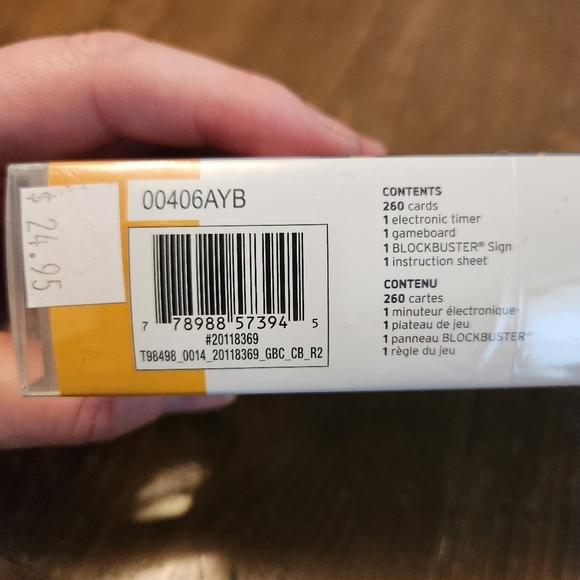 $ 24.95
00406AYB
7 78988 57394 5
#20118369
T98498_0014_20118369_GBC_CB_R2
CONTENTS
260 cards
1 electronic timer
1 gameboard
1 BLOCKBUSTER® Sign
1 instruction sheet
CONTENU
260 cartes
1 minuteur électronique
1 plateau de jeu
1 panneau BLOCKBUSTER®
1 règle du jeu